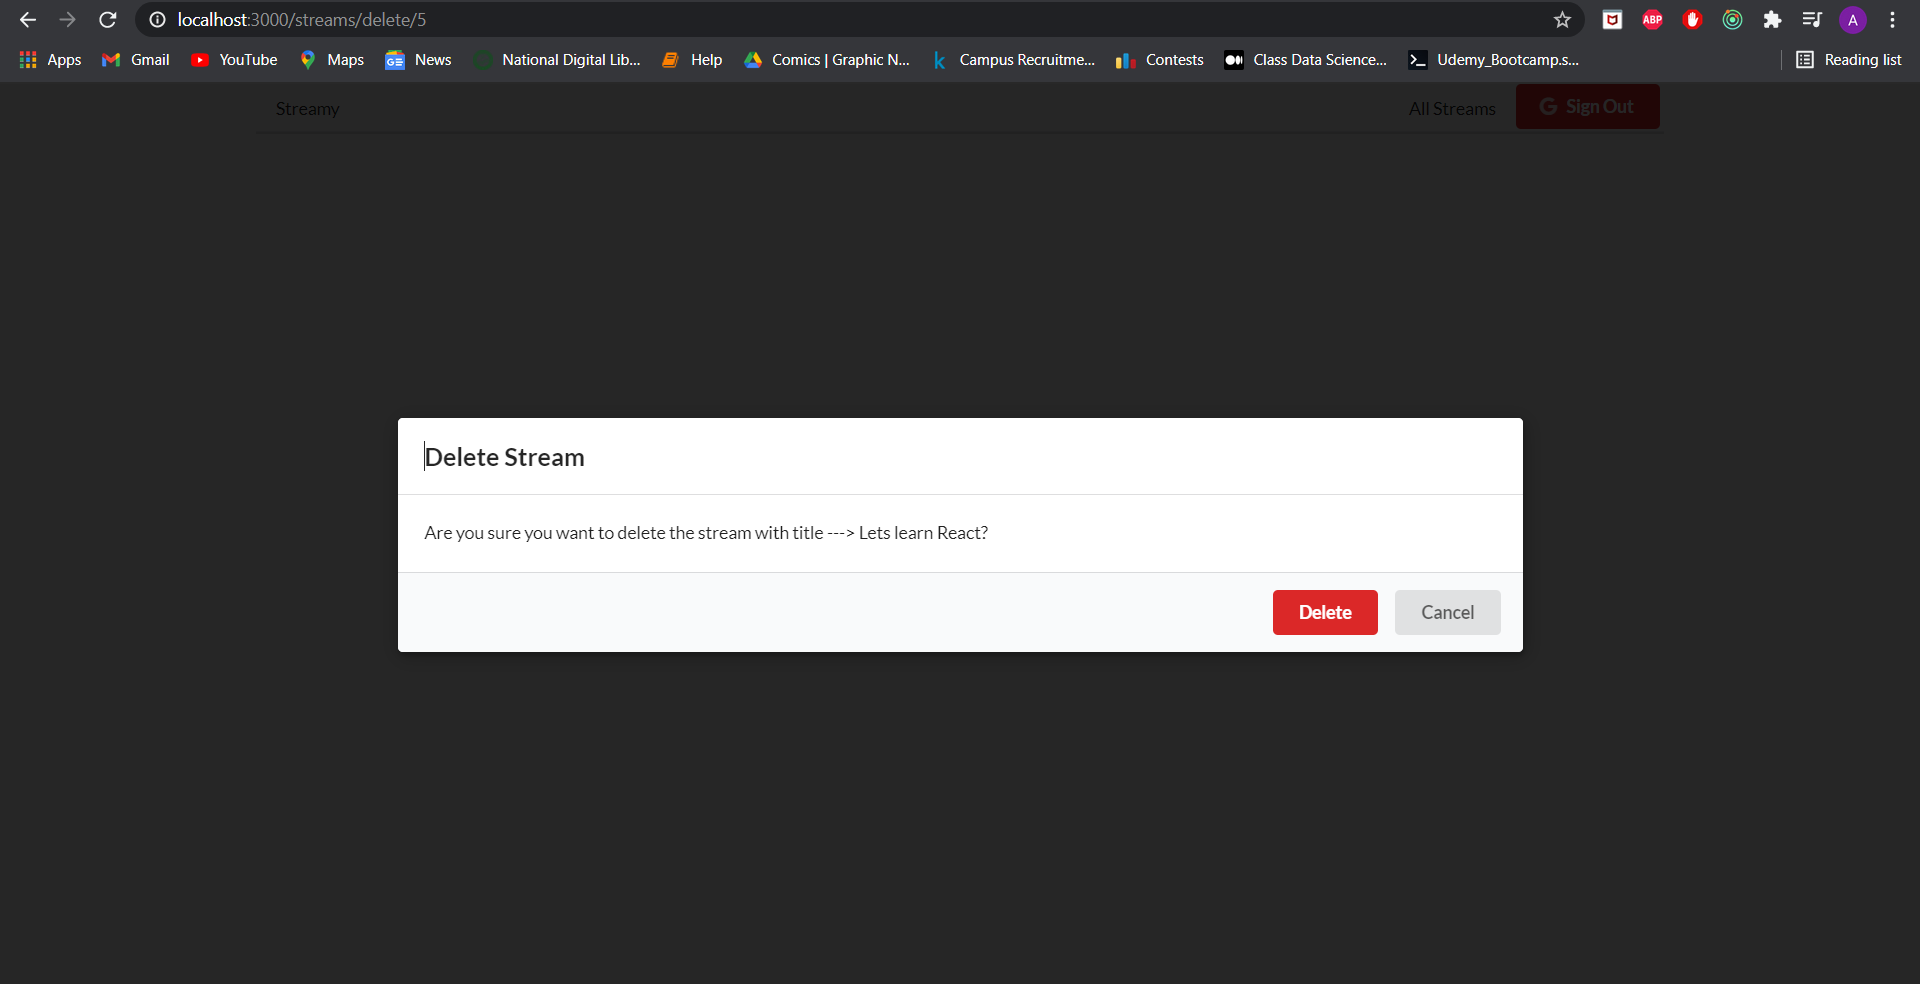 localhost:3000/streams/delete/5
ABP
A
Apps Gmail YouTube Maps GE News National Digital Lib... Help Comics | Graphic N... k Campus Recruitme... Contests Class Data Science... Udemy_Bootcamp.s... Reading list
Streamy All Streams G Sign Out
Delete Stream
Are you sure you want to delete the stream with title ---> Lets learn React?
Delete Cancel